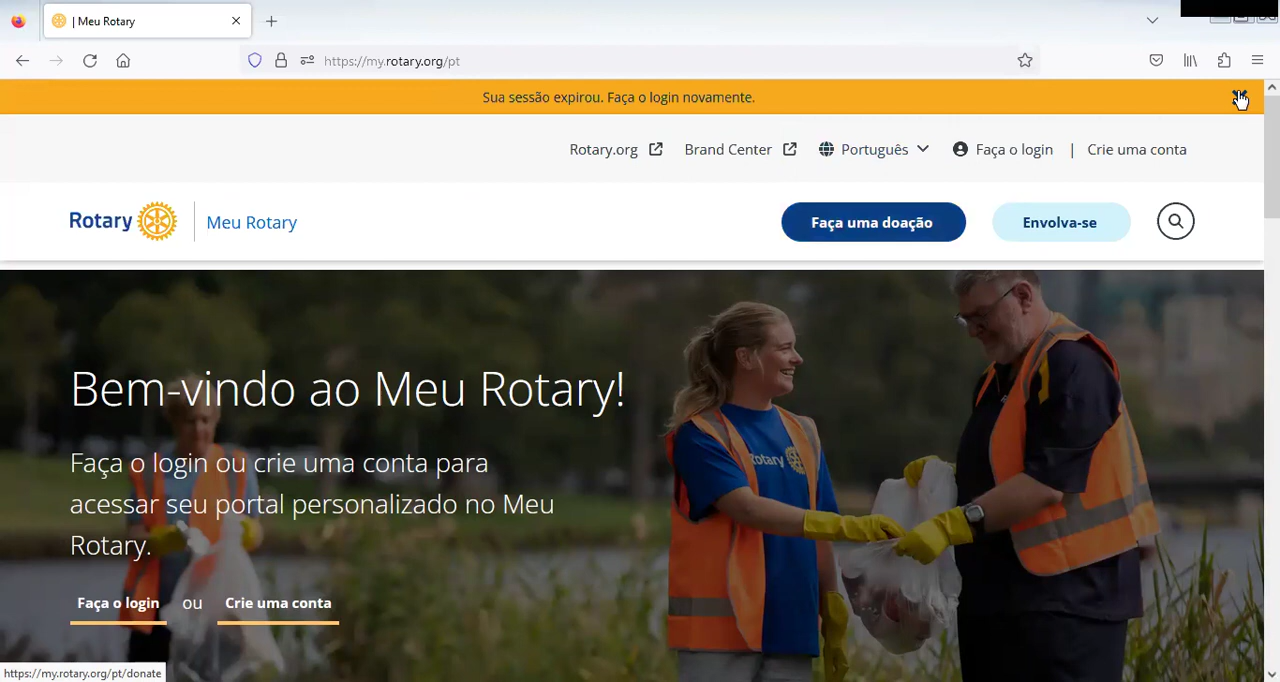 | Meu Rotary
https://my.rotary.org/pt
Sua sessão expirou. Faça o login novamente.
Rotary.org Brand Center Português Faça o login | Crie uma conta
Rotary Meu Rotary Faça uma doação Envolva-se
Bem-vindo ao Meu Rotary!
Faça o login ou crie uma conta para
acessar seu portal personalizado no Meu
Rotary.
Faça o login ou Crie uma conta
Rotary
https://my.rotary.org/pt/donate